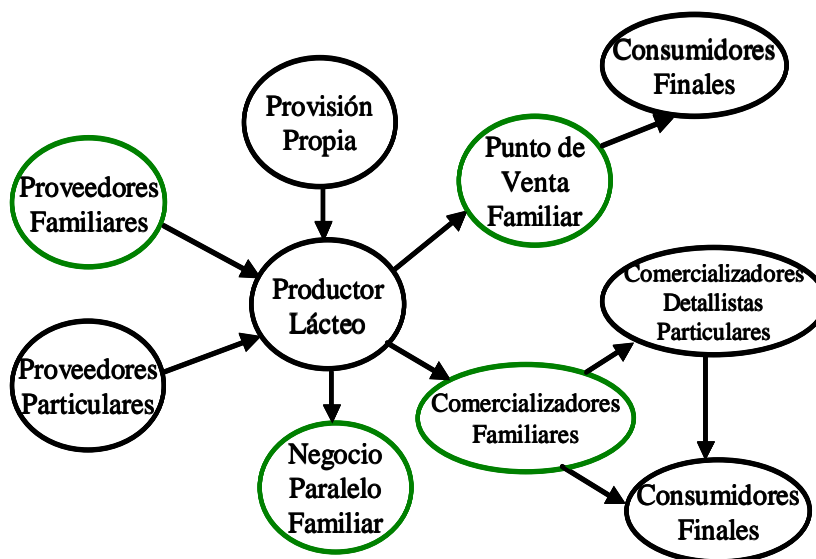 Consumidores
Finales
Provisión
Propia
Punto de
Venta
Familiar
Proveedores
Familiares
Comercializadores
Detallistas
Particulares
Productor
Lácteo
Proveedores
Particulares
Comercializadores
Familiares
Negocio
Paralelo
Familiar
Consumidores
Finales